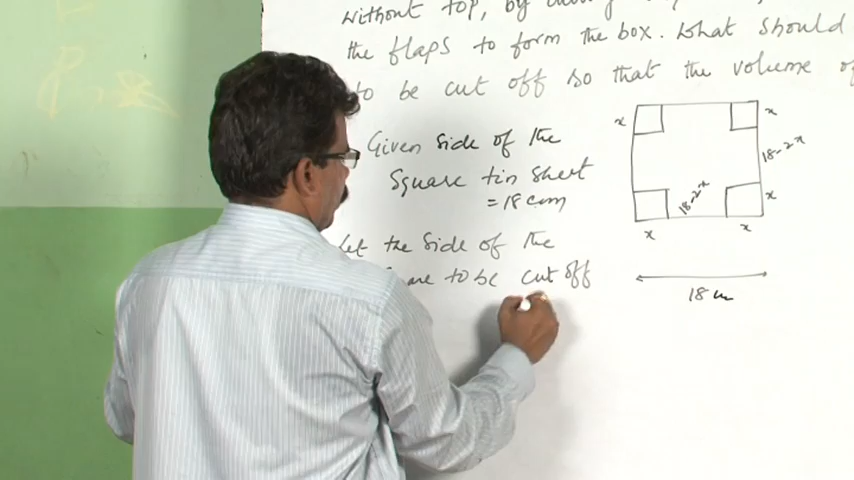 without top, by
the flaps to form the box. What should
to be cut off so that the volume
Given side of the
Square tin sheet
= 18 cm
Let the side of the
to be cut off
x
x
18-2x
18-2x
x
x
x
18 cm